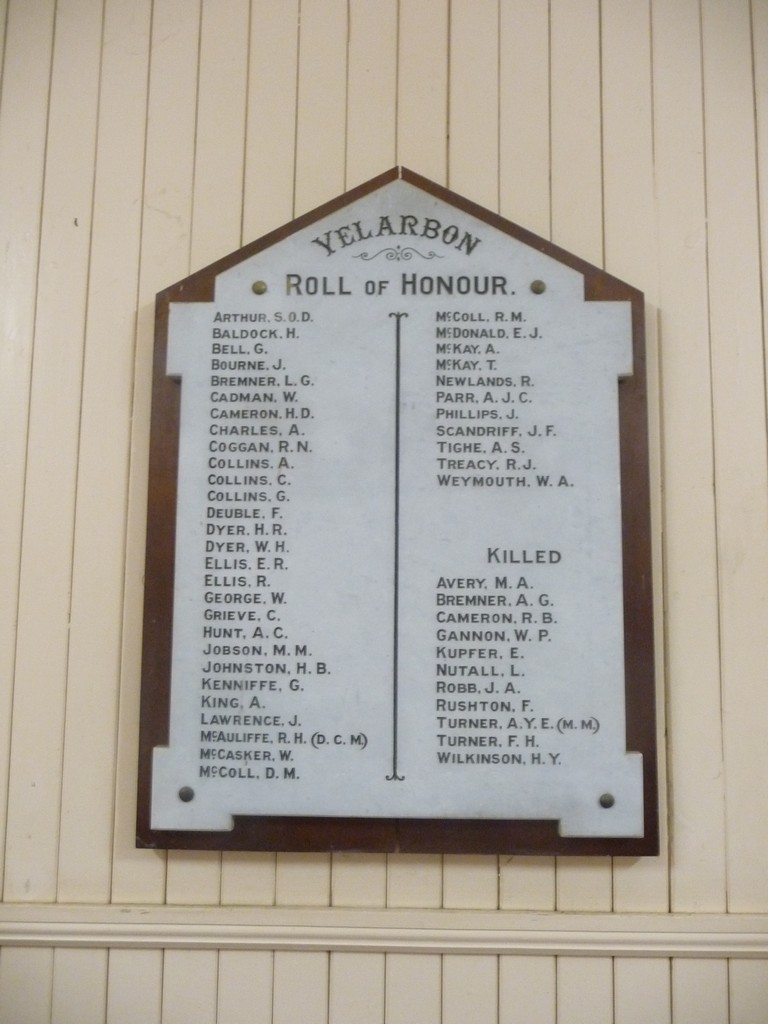 YELARBON
ROLL OF HONOUR.
ARTHUR, S.O.D.
BALDOCK, H.
BELL, G.
BOURNE, J.
BREMNER, L. G.
CADMAN, W.
CAMERON, H.D.
CHARLES, A.
COGGAN, R. N.
COLLINS, A.
COLLINS, C.
COLLINS, G.
DEUBLE, F.
DYER, H. R.
DYER, W. H.
ELLIS, E. R.
ELLIS, R.
GEORGE, W.
GRIEVE, C.
HUNT, A. C.
JOBSON, M. M.
JOHNSTON, H. B.
KENNIFFE, G.
KING, A.
LAWRENCE, J.
McAULIFFE, R. H. (D. C. M)
McCASKER, W.
McCOLL, D. M.
McCOLL, R. M.
McDONALD, E. J.
McKAY, A.
McKAY, T.
NEWLANDS, R.
PARR, A. J. C.
PHILLIPS, J.
SCANDRIFF, J. F.
TIGHE, A. S.
TREACY, R. J.
WEYMOUTH, W. A.
KILLED
AVERY, M. A.
BREMNER, A. G.
CAMERON, R. B.
GANNON, W. P.
KUPFER, E.
NUTALL, L.
ROBB, J. A.
RUSHTON, F.
TURNER, A.Y.E. (M. M.)
TURNER, F. H.
WILKINSON, H. Y.